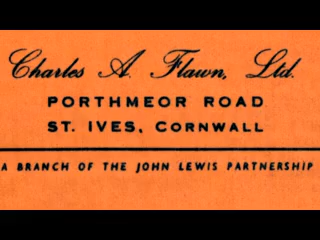 Charles A. Flawn, Ltd.
PORTHMEOR ROAD
ST. IVES, CORNWALL
A BRANCH OF THE JOHN LEWIS PARTNERSHIP